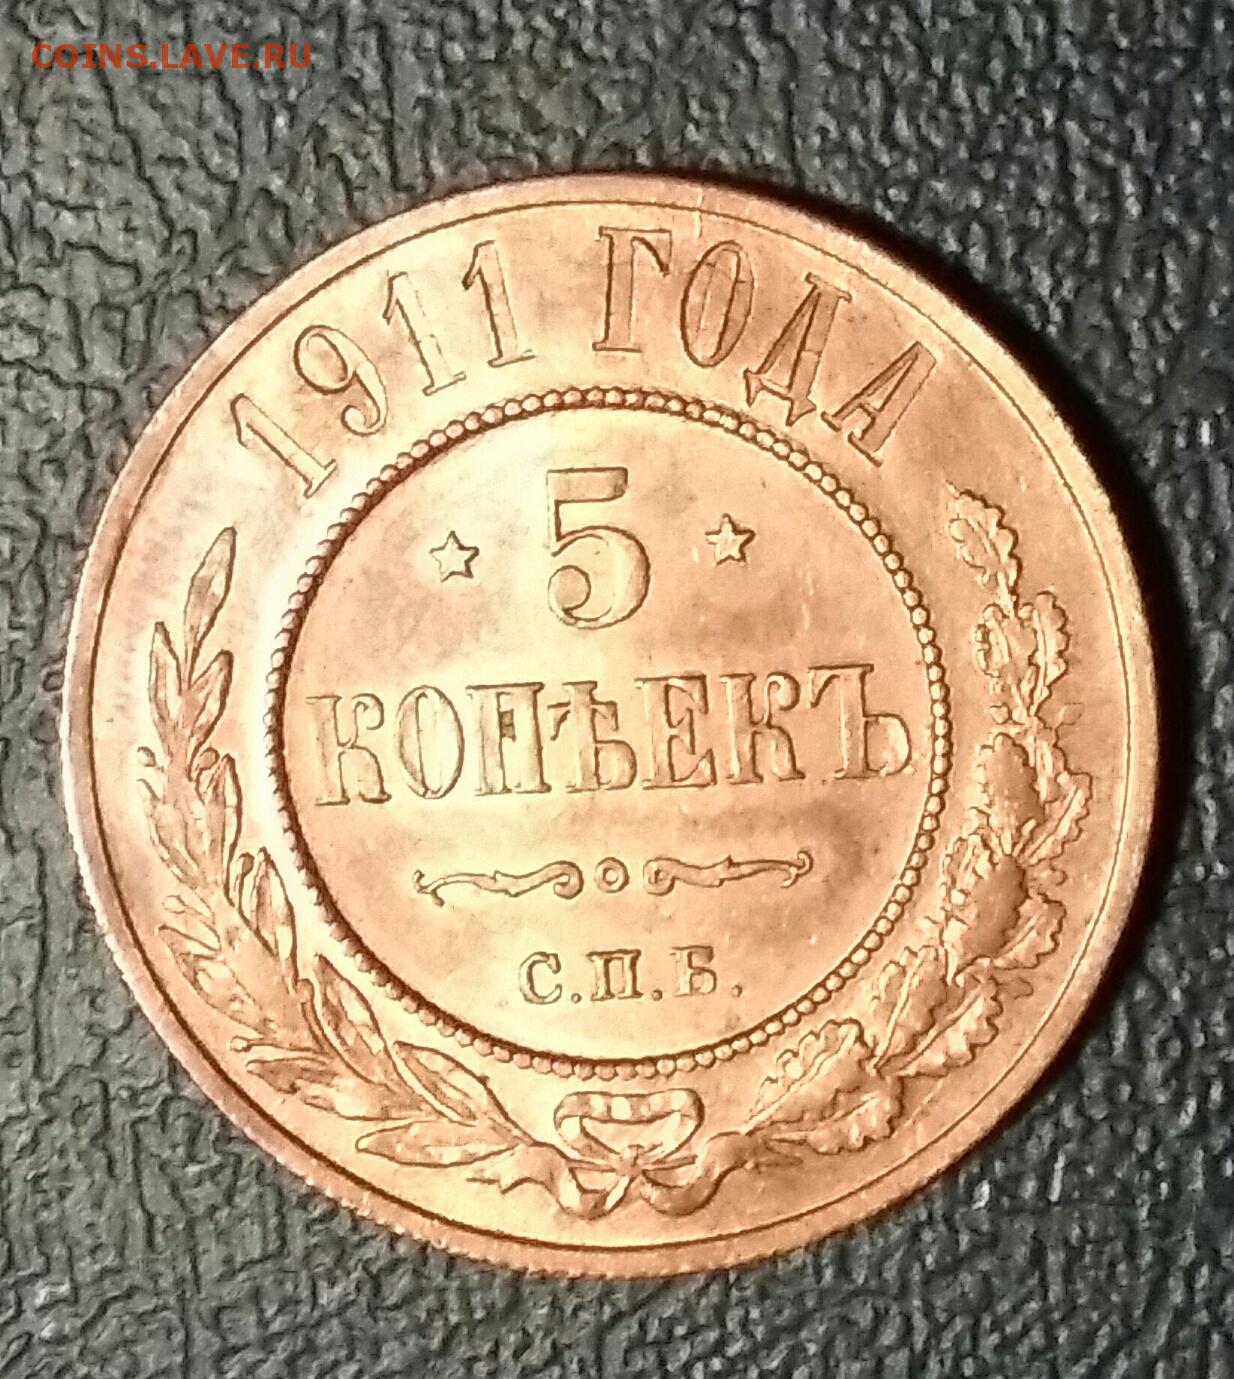 COINS.LAVE.RU
1911 ГОДА
5
КОПѢЕКЪ
С.П.Б.